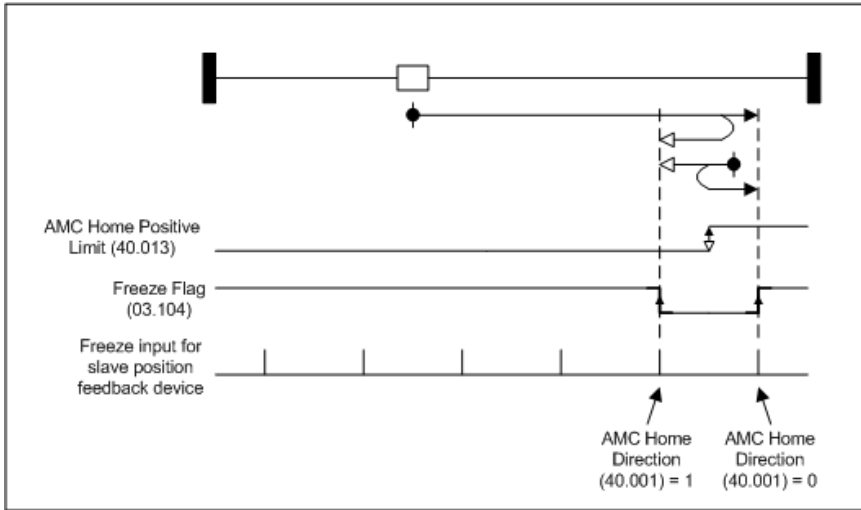 AMC Home Positive
Limit (40.013)
Freeze Flag
(03.104)
Freeze input for
slave position
feedback device
AMC Home
Direction
(40.001) = 1
AMC Home
Direction
(40.001) = 0